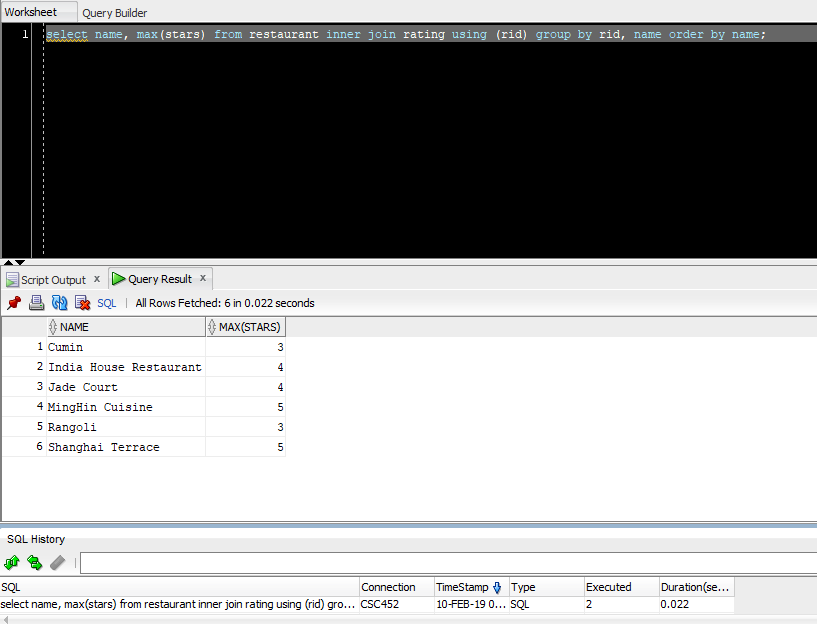 Worksheet Query Builder
1 select name, max(stars) from restaurant inner join rating using (rid) group by rid, name order by name;
Script Output x Query Result x
SQL | All Rows Fetched: 6 in 0.022 seconds
NAME MAX(STARS)
1 Cumin 3
2 India House Restaurant 4
3 Jade Court 4
4 MingHin Cuisine 5
5 Rangoli 3
6 Shanghai Terrace 5
SQL History
SQL Connection TimeStamp Type Executed Duration(se...
select name, max(stars) from restaurant inner join rating using (rid) gro... CSC452 10-FEB-19 0... SQL 2 0.022